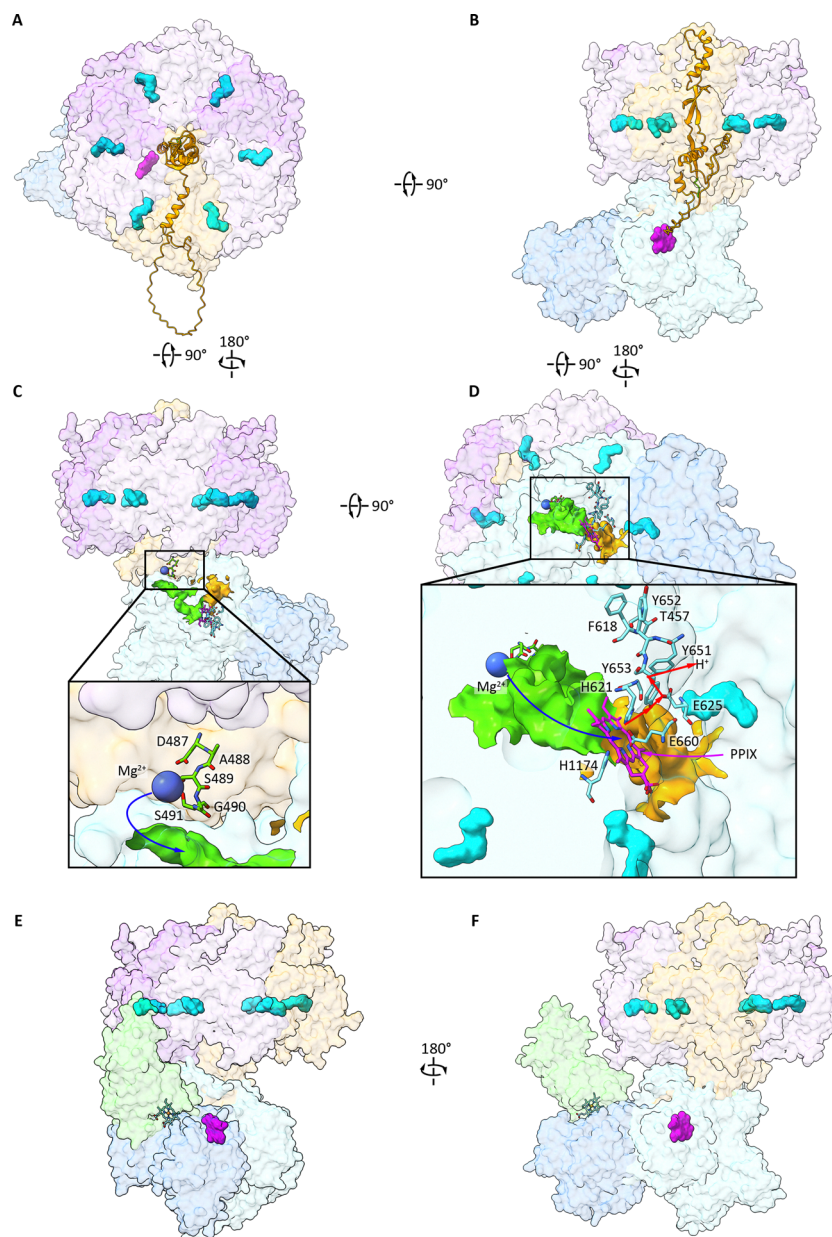 A
B
90°
180°
90°
180°
90°
C
D
90°
Y652
T457
F618
Y651
Y653
H⁺
Mg²⁺
H621
E625
E660
PPIX
H1174
D487
Mg²⁺
A488
S489
S491
G490
E
F
180°